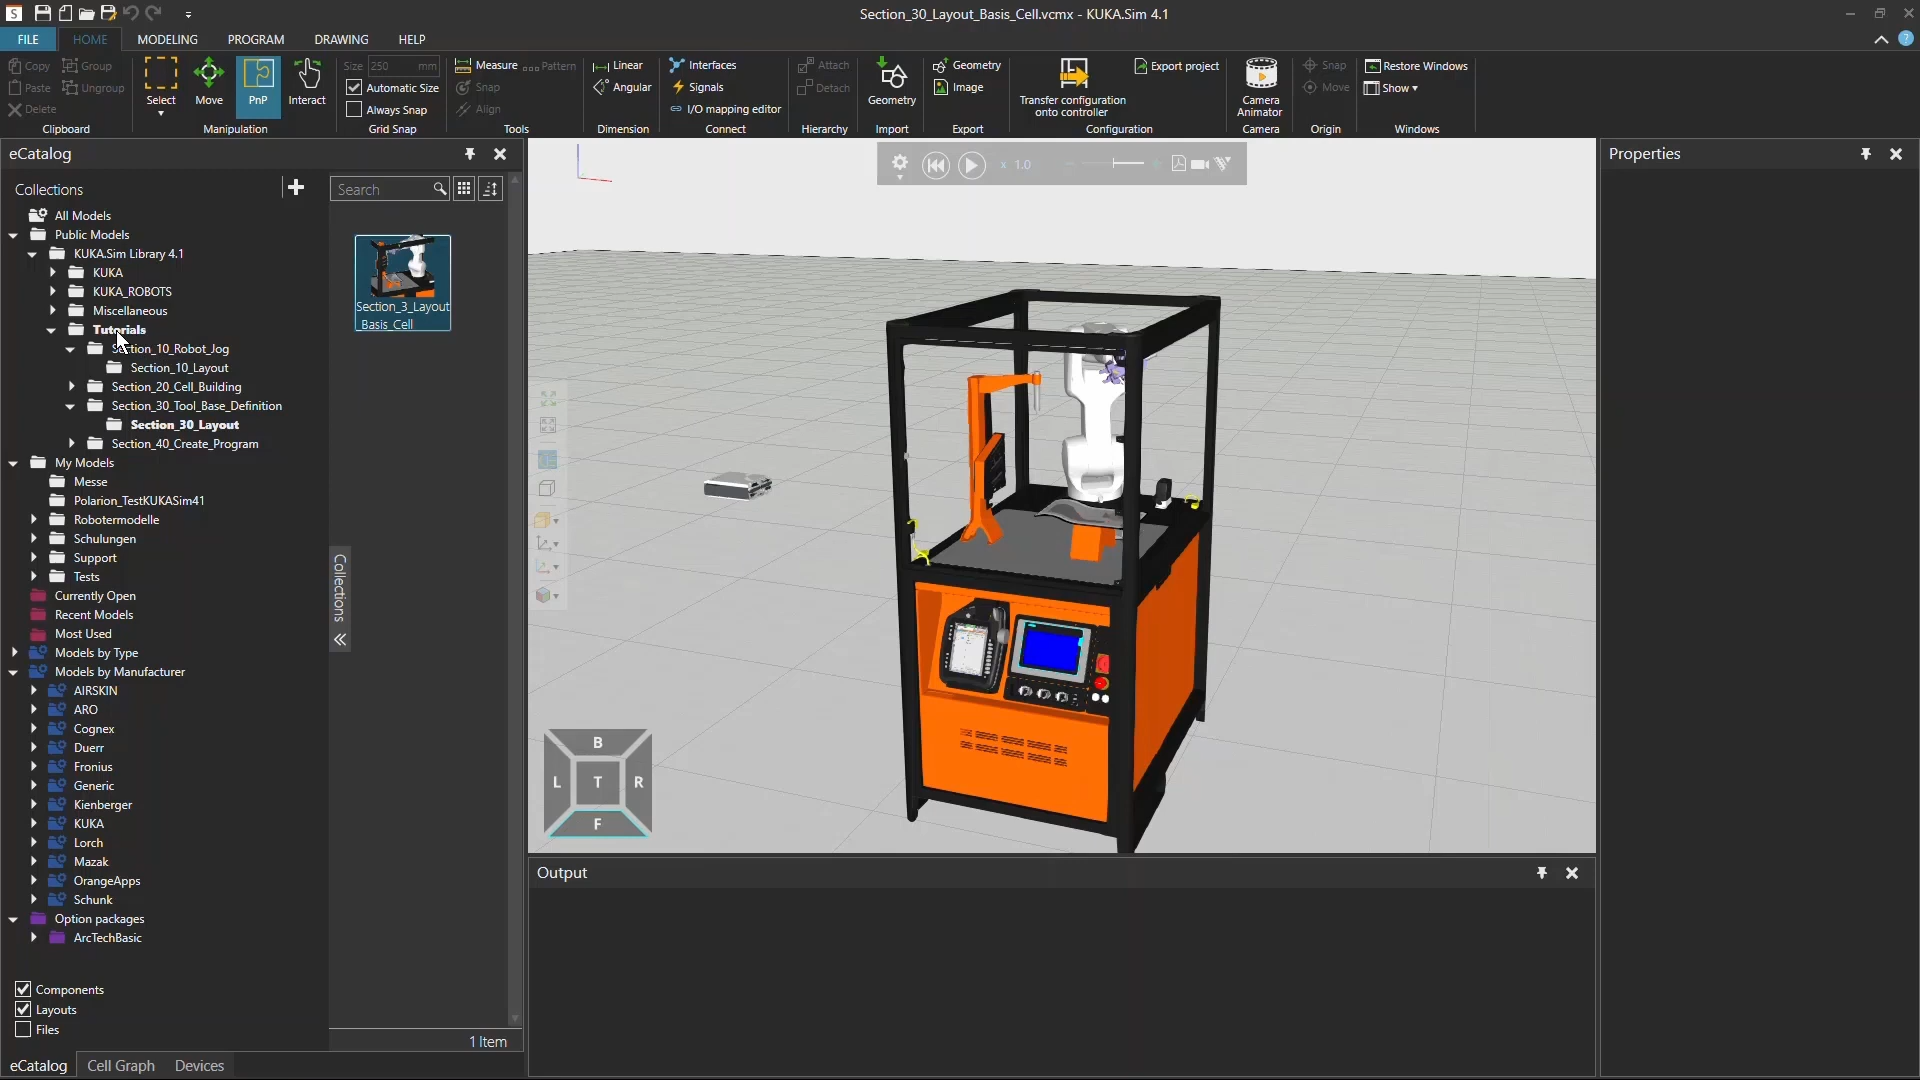 S
Section_30_Layout_Basis_Cell.vcmx - KUKA.Sim 4.1
FILE
HOME
MODELING
PROGRAM
DRAWING
HELP
?
Copy
Group
Paste
Ungroup
Delete
Clipboard
Select
Move
PnP
Interact
Manipulation
Size
250
mm
Automatic Size
Always Snap
Grid Snap
Measure
Pattern
Snap
Align
Tools
Linear
Angular
Dimension
Interfaces
Signals
I/O mapping editor
Connect
Attach
Detach
Hierarchy
Geometry
Import
Geometry
Image
Export
Transfer configuration
onto controller
Export project
Configuration
Camera
Animator
Camera
Snap
Move
Origin
Restore Windows
Show
Windows
eCatalog
Collections
Search
All Models
Public Models
KUKA.Sim Library 4.1
KUKA
KUKA_ROBOTS
Miscellaneous
Tutorials
Section_10_Robot_Jog
Section_10_Layout
Section_20_Cell_Building
Section_30_Tool_Base_Definition
Section_30_Layout
Section_40_Create_Program
My Models
Messe
Polarion_TestKUKASim41
Robotermodelle
Schulungen
Support
Tests
Currently Open
Recent Models
Most Used
Models by Type
Models by Manufacturer
AIRSKIN
ARO
Cognex
Duerr
Fronius
Generic
Kienberger
KUKA
Lorch
Mazak
OrangeApps
Schunk
Option packages
ArcTechBasic
Components
Layouts
Files
eCatalog
Cell Graph
Devices
Section_3_Layout
Basis_Cell
Collections
1 Item
x 1.0
B
L
T
R
F
Output
Properties